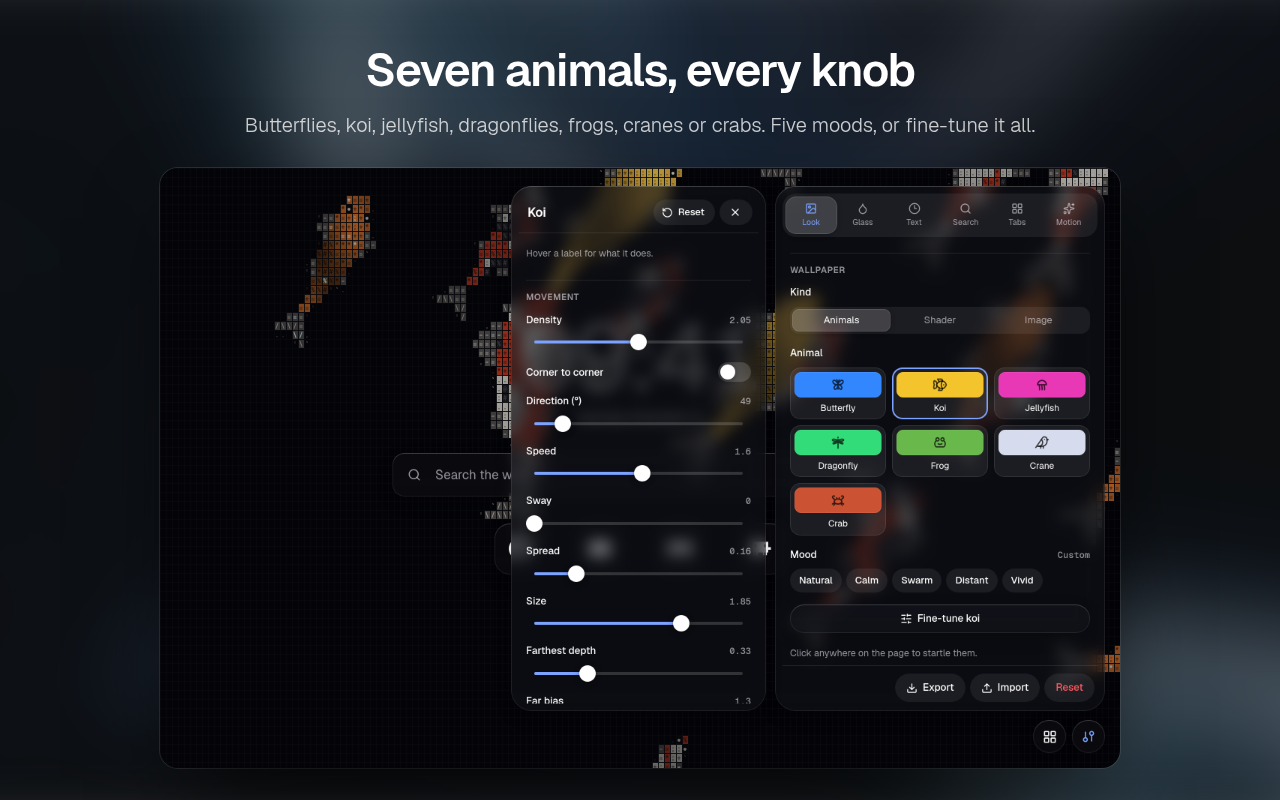 Seven animals, every knob
Butterflies, koi, jellyfish, dragonflies, frogs, cranes or crabs. Five moods, or fine-tune it all.
Search the w
Koi
Reset
Hover a label for what it does.
MOVEMENT
Density 2.05
Corner to corner
Direction (°) 49
Speed 1.6
Sway 0
Spread 0.16
Size 1.85
Farthest depth 0.33
Far bias 1.3
Look Glass Text Search Tabs Motion
WALLPAPER
Kind
Animals Shader Image
Animal
Butterfly Koi Jellyfish
Dragonfly Frog Crane
Crab
Mood Custom
Natural Calm Swarm Distant Vivid
Fine-tune koi
Click anywhere on the page to startle them.
Export Import Reset